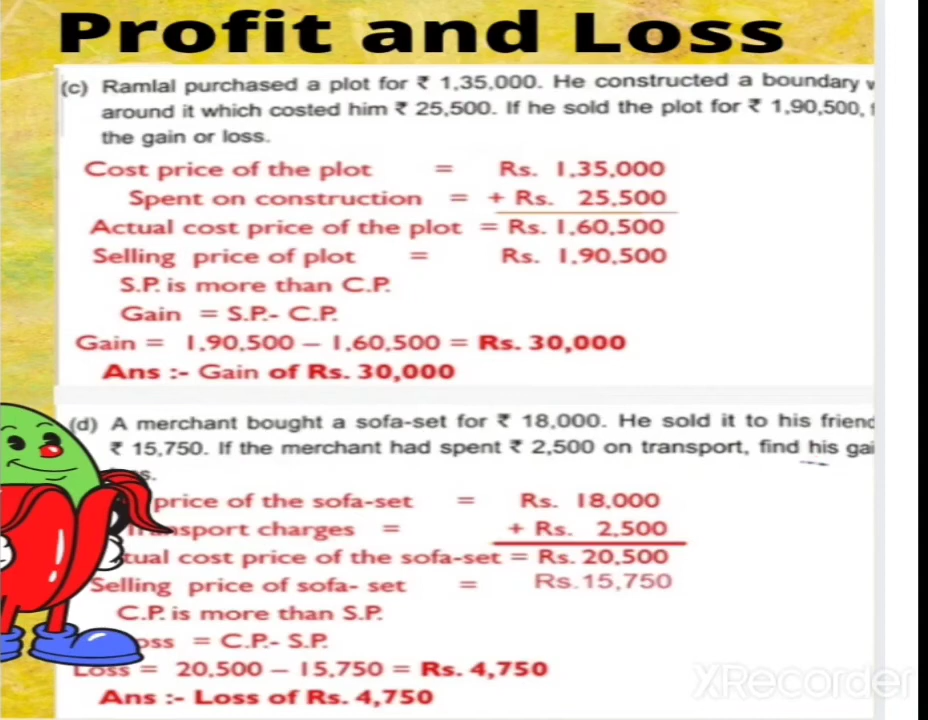 Profit and Loss
(c) Ramlal purchased a plot for ₹ 1,35,000. He constructed a boundary
around it which costed him ₹ 25,500. If he sold the plot for ₹ 1,90,500,
the gain or loss.
Cost price of the plot = Rs. 1,35,000
Spent on construction = + Rs. 25,500
Actual cost price of the plot = Rs. 1,60,500
Selling price of plot = Rs. 1,90,500
S.P. is more than C.P.
Gain = S.P.- C.P.
Gain = 1,90,500 – 1,60,500 = Rs. 30,000
Ans :- Gain of Rs. 30,000
(d) A merchant bought a sofa-set for ₹ 18,000. He sold it to his friend
₹ 15,750. If the merchant had spent ₹ 2,500 on transport, find his
price of the sofa-set = Rs. 18,000
charges = + Rs. 2,500
cost price of the sofa-set = Rs. 20,500
Selling price of sofa- set = Rs.15,750
C.P. is more than S.P.
= C.P.- S.P.
Loss = 20,500 – 15,750 = Rs. 4,750
Ans :- Loss of Rs. 4,750
XRecorder